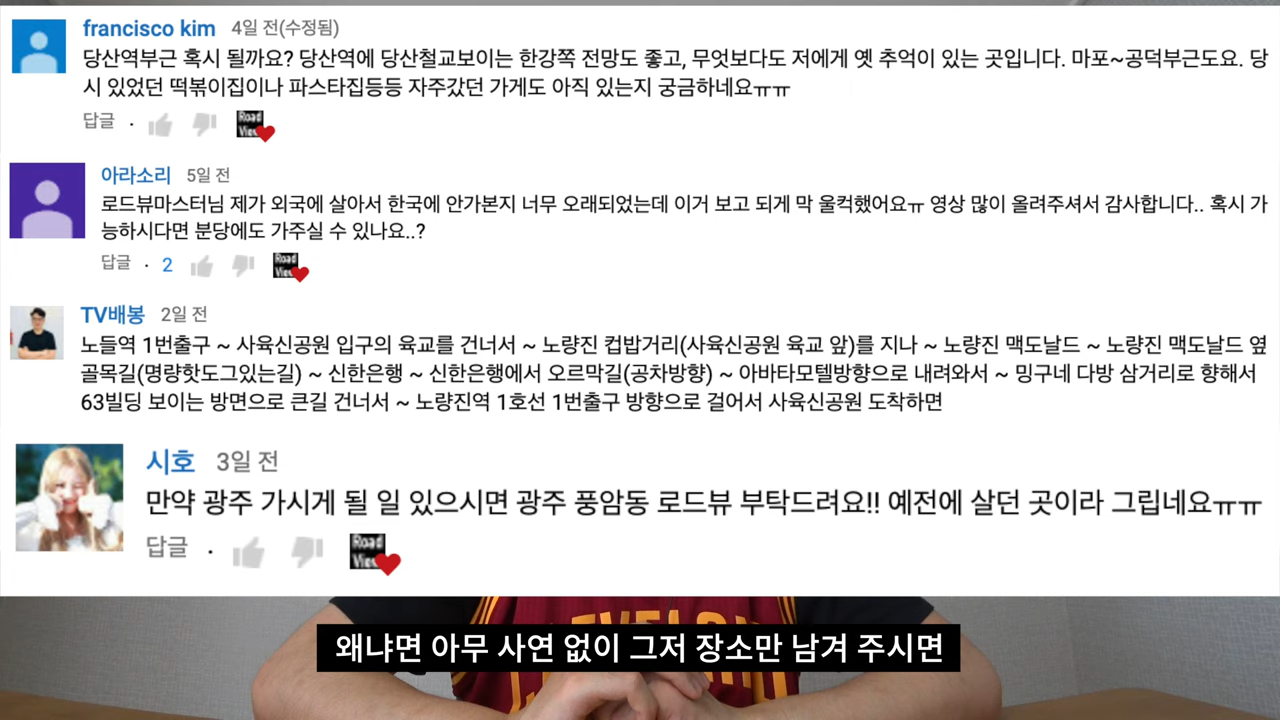 francisco kim 4일 전(수정됨)
당산역부근 혹시 될까요? 당산역에 당산철교보이는 한강쪽 전망도 좋고, 무엇보다도 저에게 옛 추억이 있는 곳입니다. 마포~공덕부근도요. 당
시 있었던 떡볶이집이나 파스타집등등 자주갔던 가게도 아직 있는지 궁금하네요ㅠㅠ
답글
Road
View
아라소리 5일 전
로드뷰마스터님 제가 외국에 살아서 한국에 안가본지 너무 오래되었는데 이거 보고 되게 막 울컥했어요ㅠ 영상 많이 올려주셔서 감사합니다.. 혹시 가
능하시다면 분당에도 가주실 수 있나요..?
답글 · 2
Road
View
TV배봉 2일 전
노들역 1번출구 ~ 사육신공원 입구의 육교를 건너서 ~ 노량진 컵밥거리(사육신공원 육교 앞)를 지나 ~ 노량진 맥도날드 ~ 노량진 맥도날드 옆
골목길(명량핫도그있는길) ~ 신한은행 ~ 신한은행에서 오르막길(공차방향) ~ 아바타모텔방향으로 내려와서 ~ 밍구네 다방 삼거리로 향해서
63빌딩 보이는 방면으로 큰길 건너서 ~ 노량진역 1호선 1번출구 방향으로 걸어서 사육신공원 도착하면
시호 3일 전
만약 광주 가시게 될 일 있으시면 광주 풍암동 로드뷰 부탁드려요!! 예전에 살던 곳이라 그립네요ㅠㅠ
답글
Road
View
왜냐면 아무 사연 없이 그저 장소만 남겨 주시면